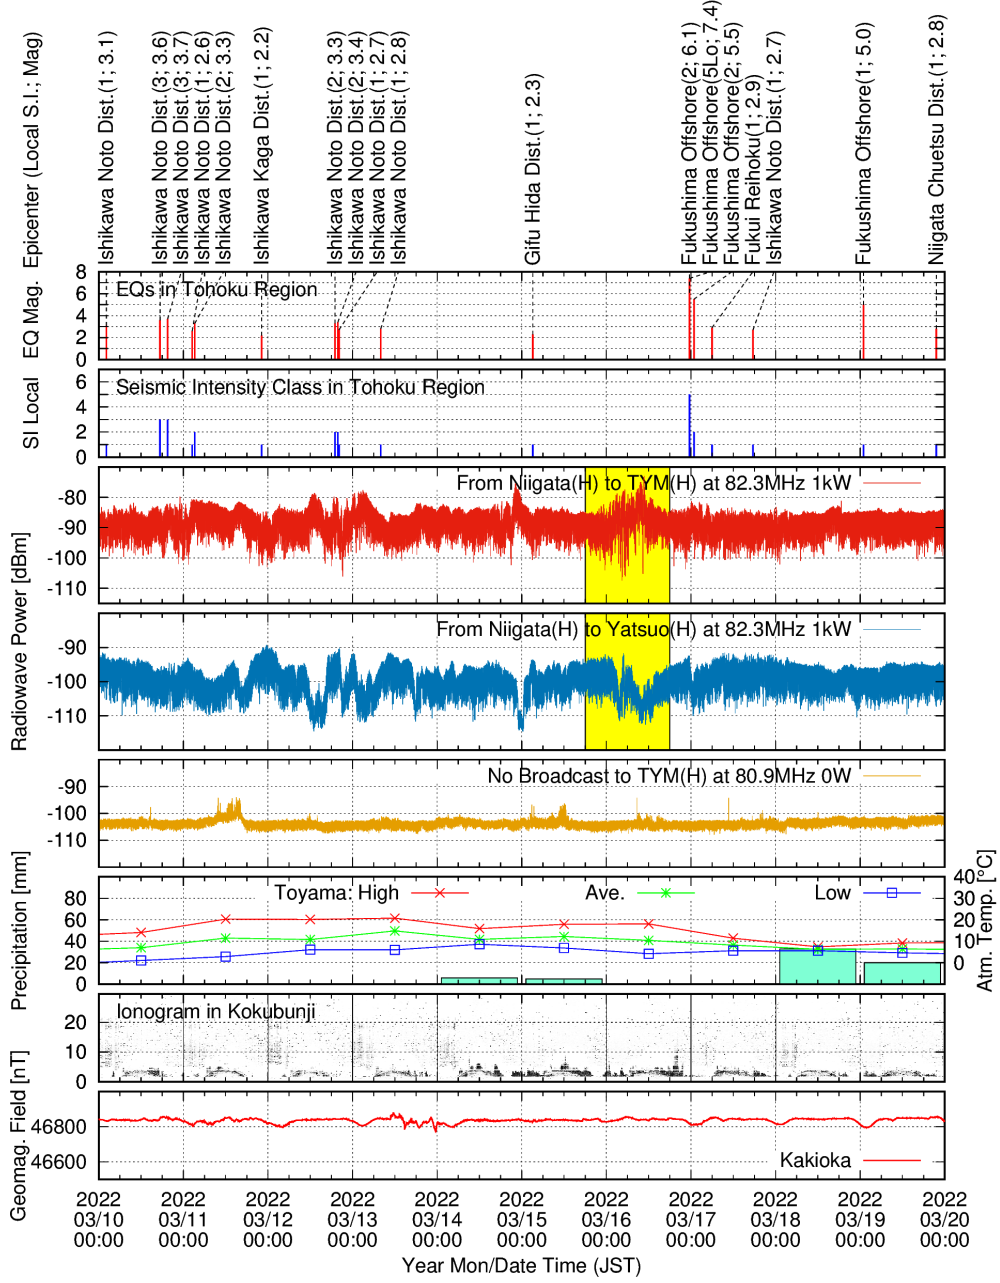 Epicenter (Local S.I.; Mag)
Ishikawa Noto Dist.(1; 3.1)
Ishikawa Noto Dist.(3; 3.6)
Ishikawa Noto Dist.(3; 3.7)
Ishikawa Noto Dist.(1; 2.6)
Ishikawa Noto Dist.(2; 3.3)
Ishikawa Kaga Dist.(1; 2.2)
Ishikawa Noto Dist.(2; 3.3)
Ishikawa Noto Dist.(2; 3.4)
Ishikawa Noto Dist.(1; 2.7)
Ishikawa Noto Dist.(1; 2.8)
Gifu Hida Dist.(1; 2.3)
Fukushima Offshore(2; 6.1)
Fukushima Offshore(5Lo; 7.4)
Fukushima Offshore(2; 5.5)
Fukui Reihoku(1; 2.9)
Ishikawa Noto Dist.(1; 2.7)
Fukushima Offshore(1; 5.0)
Niigata Chuetsu Dist.(1; 2.8)
EQ Mag.
8
6
4
2
0
EQs in Tohoku Region
SI Local
6
4
2
0
Seismic Intensity Class in Tohoku Region
Radiowave Power [dBm]
-80
-90
-100
-110
From Niigata(H) to TYM(H) at 82.3MHz 1kW
-90
-100
-110
From Niigata(H) to Yatsuo(H) at 82.3MHz 1kW
-90
-100
-110
No Broadcast to TYM(H) at 80.9MHz 0W
Precipitation [mm]
80
60
40
20
0
Toyama: High
Ave.
Low
40
30
20
10
0
Atm. Temp. [°C]
Ionogram in Kokubunji
20
10
0
Geomag. Field [nT]
46800
46600
Kakioka
2022 2022 2022 2022 2022 2022 2022 2022 2022 2022 2022
03/10 03/11 03/12 03/13 03/14 03/15 03/16 03/17 03/18 03/19 03/20
00:00 00:00 00:00 00:00 00:00 00:00 00:00 00:00 00:00 00:00 00:00
Year Mon/Date Time (JST)